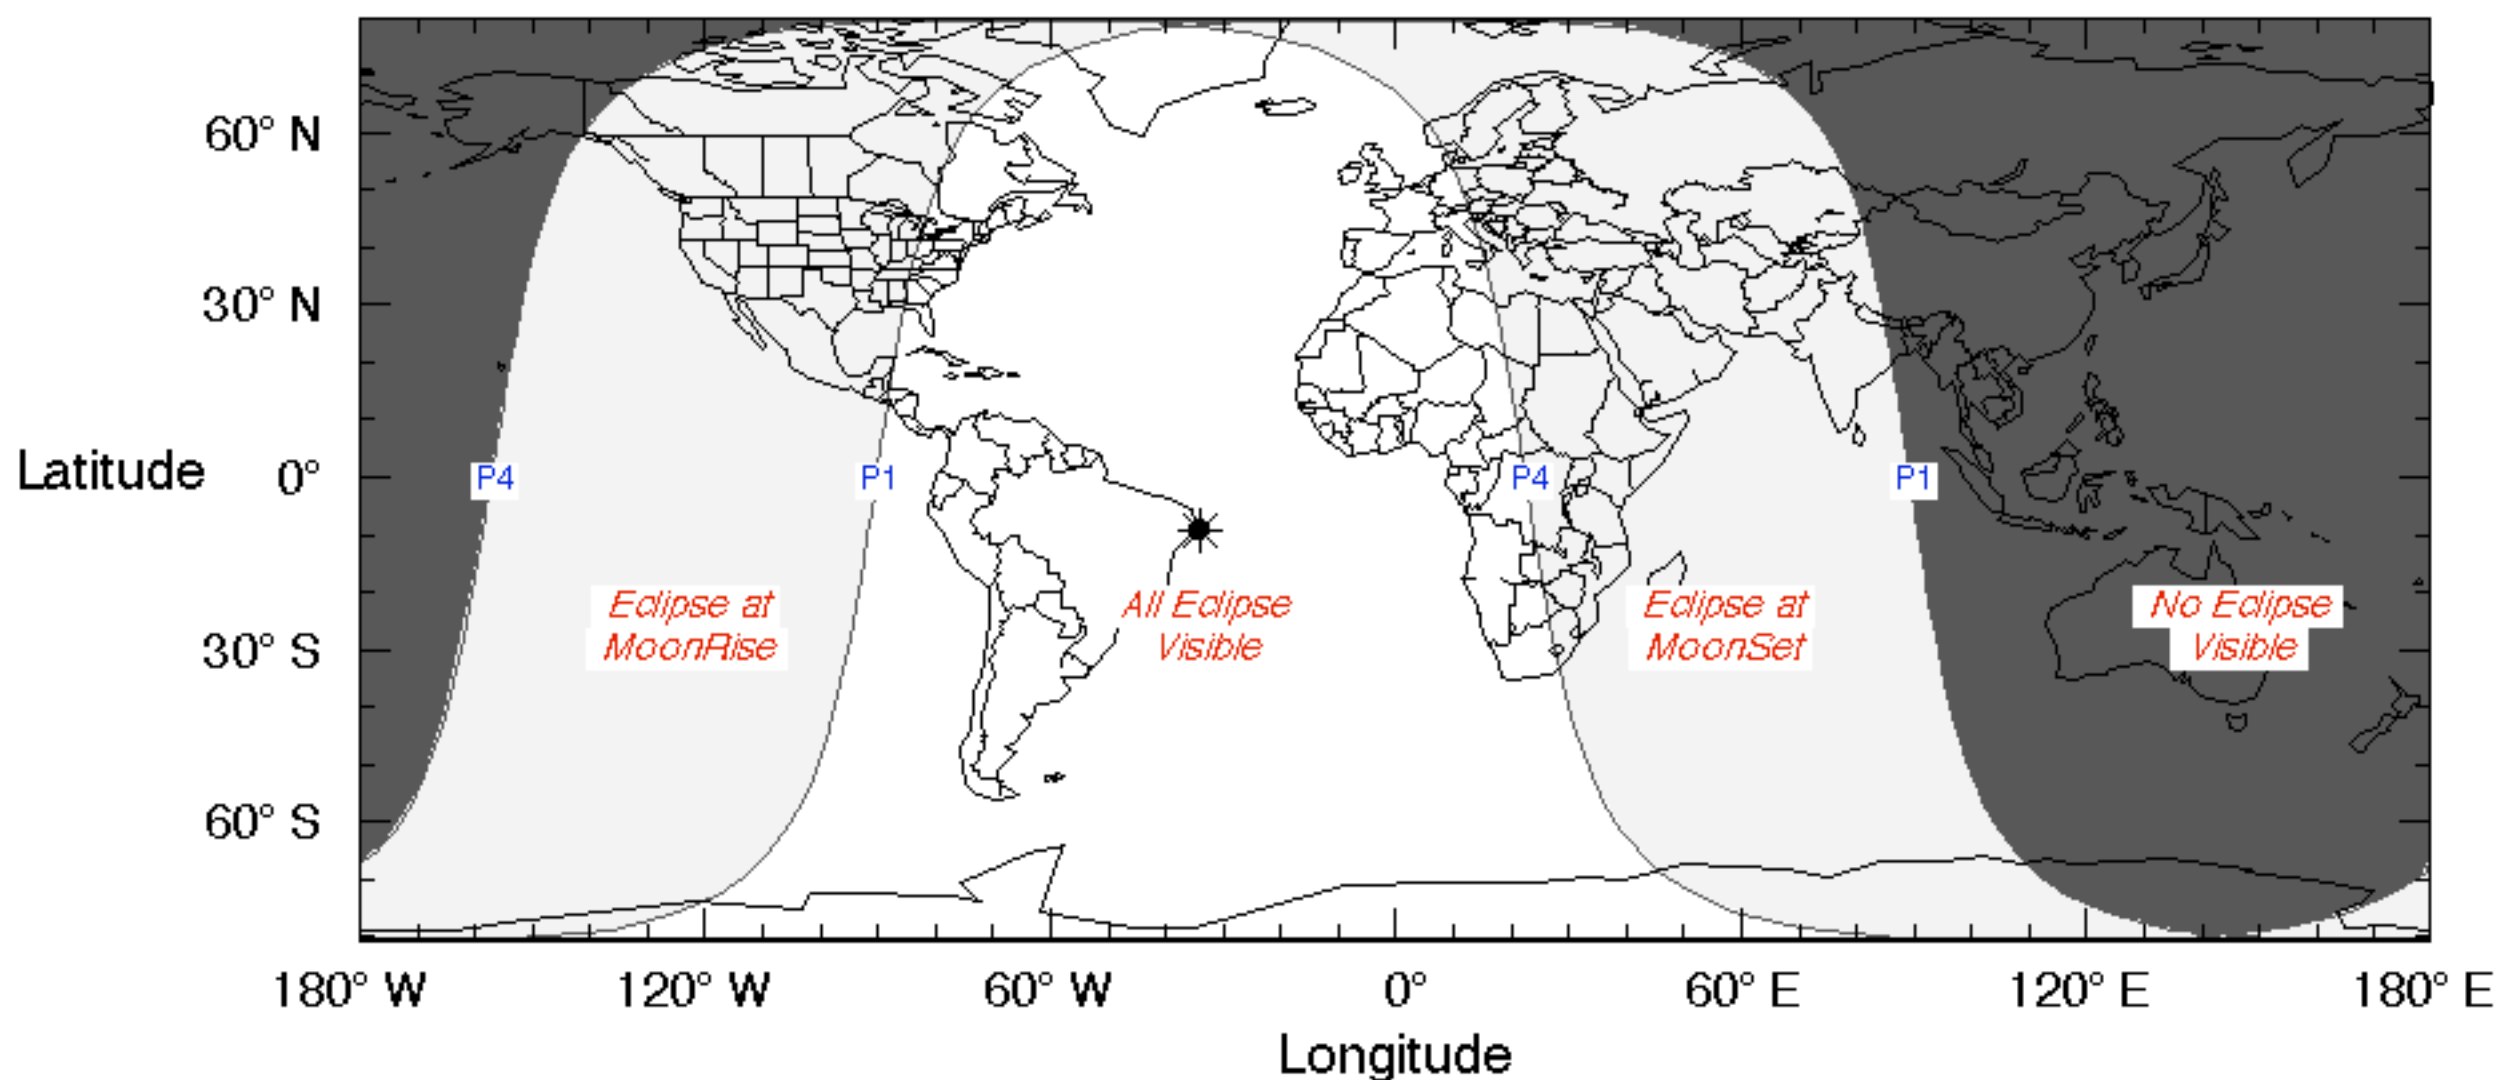 60° N
30° N
Latitude 0°
P4 P1 P4 P1
Eclipse at MoonRise
All Eclipse Visible
Eclipse at MoonSet
No Eclipse Visible
30° S
60° S
180° W 120° W 60° W 0° 60° E 120° E 180° E
Longitude